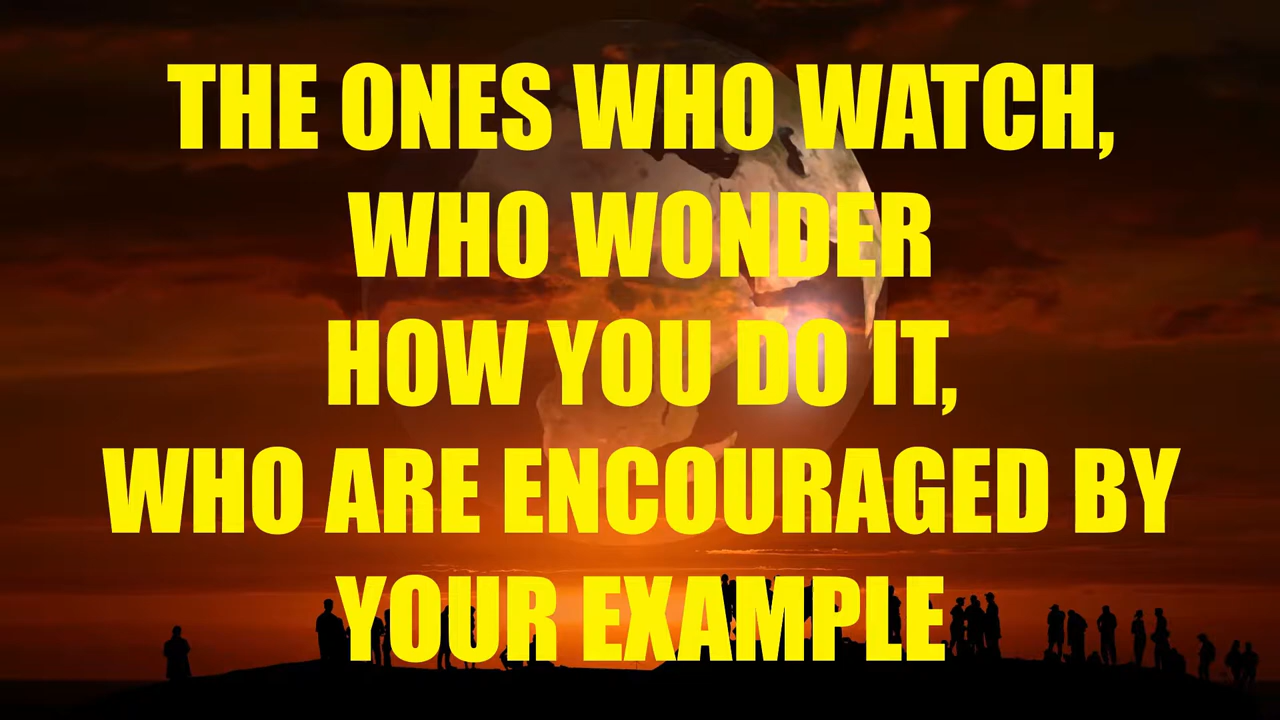 THE ONES WHO WATCH,
WHO WONDER
HOW YOU DO IT,
WHO ARE ENCOURAGED BY
YOUR EXAMPLE